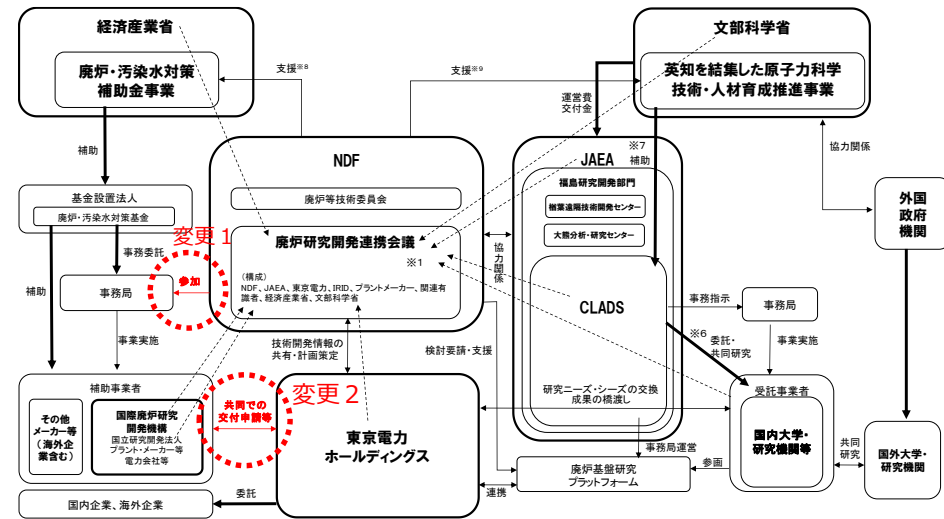 経済産業省
廃炉・汚染水対策
補助金事業
支援※8
支援※9
文部科学省
英知を結集した原子力科学
技術・人材育成推進事業
運営費
交付金
補助
NDF
廃炉等技術委員会
廃炉研究開発連携会議
※1
(構成)
NDF、JAEA、東京電力、IRID、プラントメーカー、関連有
識者、経済産業省、文部科学省
※7
JAEA
補助
福島研究開発部門
楢葉遠隔技術開発センター
大熊分析・研究センター
CLADS
研究ニーズ・シーズの交換
成果の橋渡し
協力関係
外国
政府
機関
基金設置法人
廃炉・汚染水対策基金
変更1
事務委託
補助
参加
事務局
事業実施
協力
関係
事務指示
事務局
※6
委託・
共同研究
事業実施
技術開発情報の
共有・計画策定
検討要請・支援
補助事業者
その他
メーカー等
(海外企
業含む)
国際廃炉研究
開発機構
国立研究開発法人
プラント・メーカー等
電力会社等
変更2
共同での
交付申請等
東京電力
ホールディングス
受託事業者
国内大学・
研究機関等
共同
研究
国外大学・
研究機関
事務局運営
参画
廃炉基盤研究
プラットフォーム
連携
委託
国内企業、海外企業